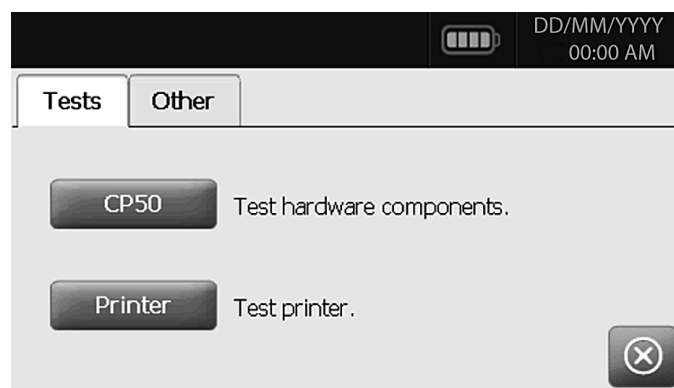 DD/MM/YYYY
00:00 AM
Tests Other
CP50 Test hardware components.
Printer Test printer.